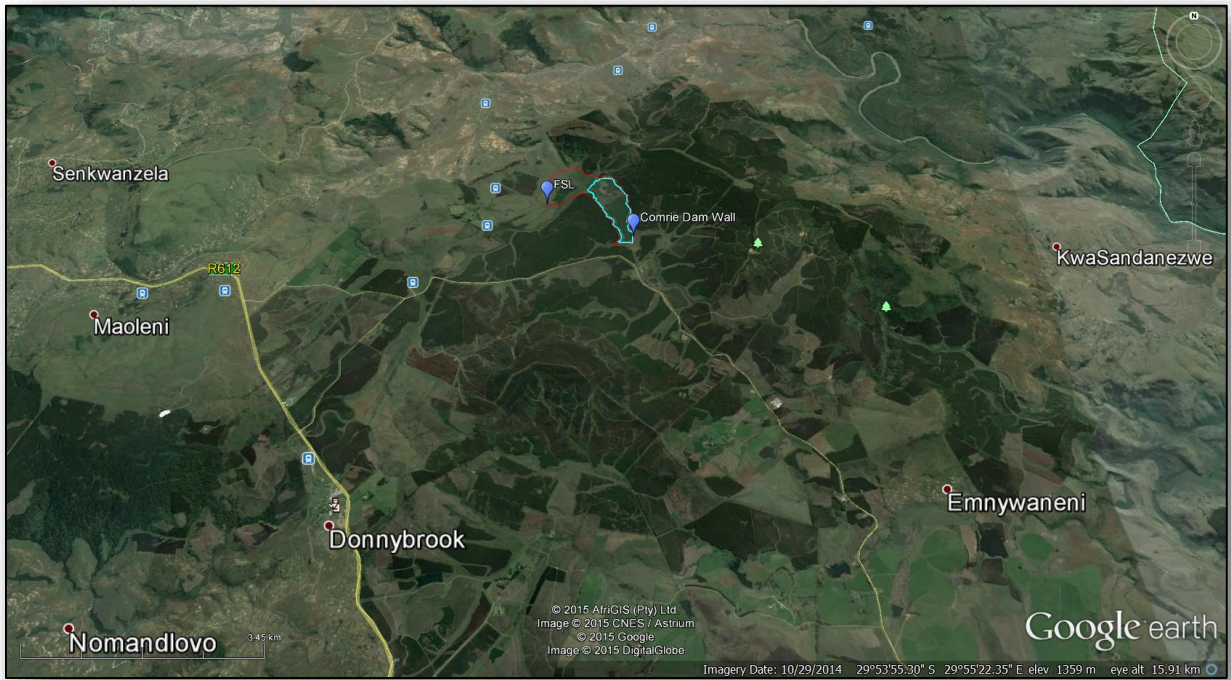 N
Senkwanzela
FSL
Comrie Dam Wall
KwaSandanezwe
R612
Maoleni
Emnywaneni
Donnybrook
Nomandlovo
3.45 km
© 2015 AfriGIS (Pty) Ltd.
Image © 2015 CNES / Astrium
© 2015 Google
Image © 2015 DigitalGlobe
Google earth
Imagery Date: 10/29/2014 29°53'55.30" S 29°55'22.35" E elev 1359 m eye alt 15.91 km